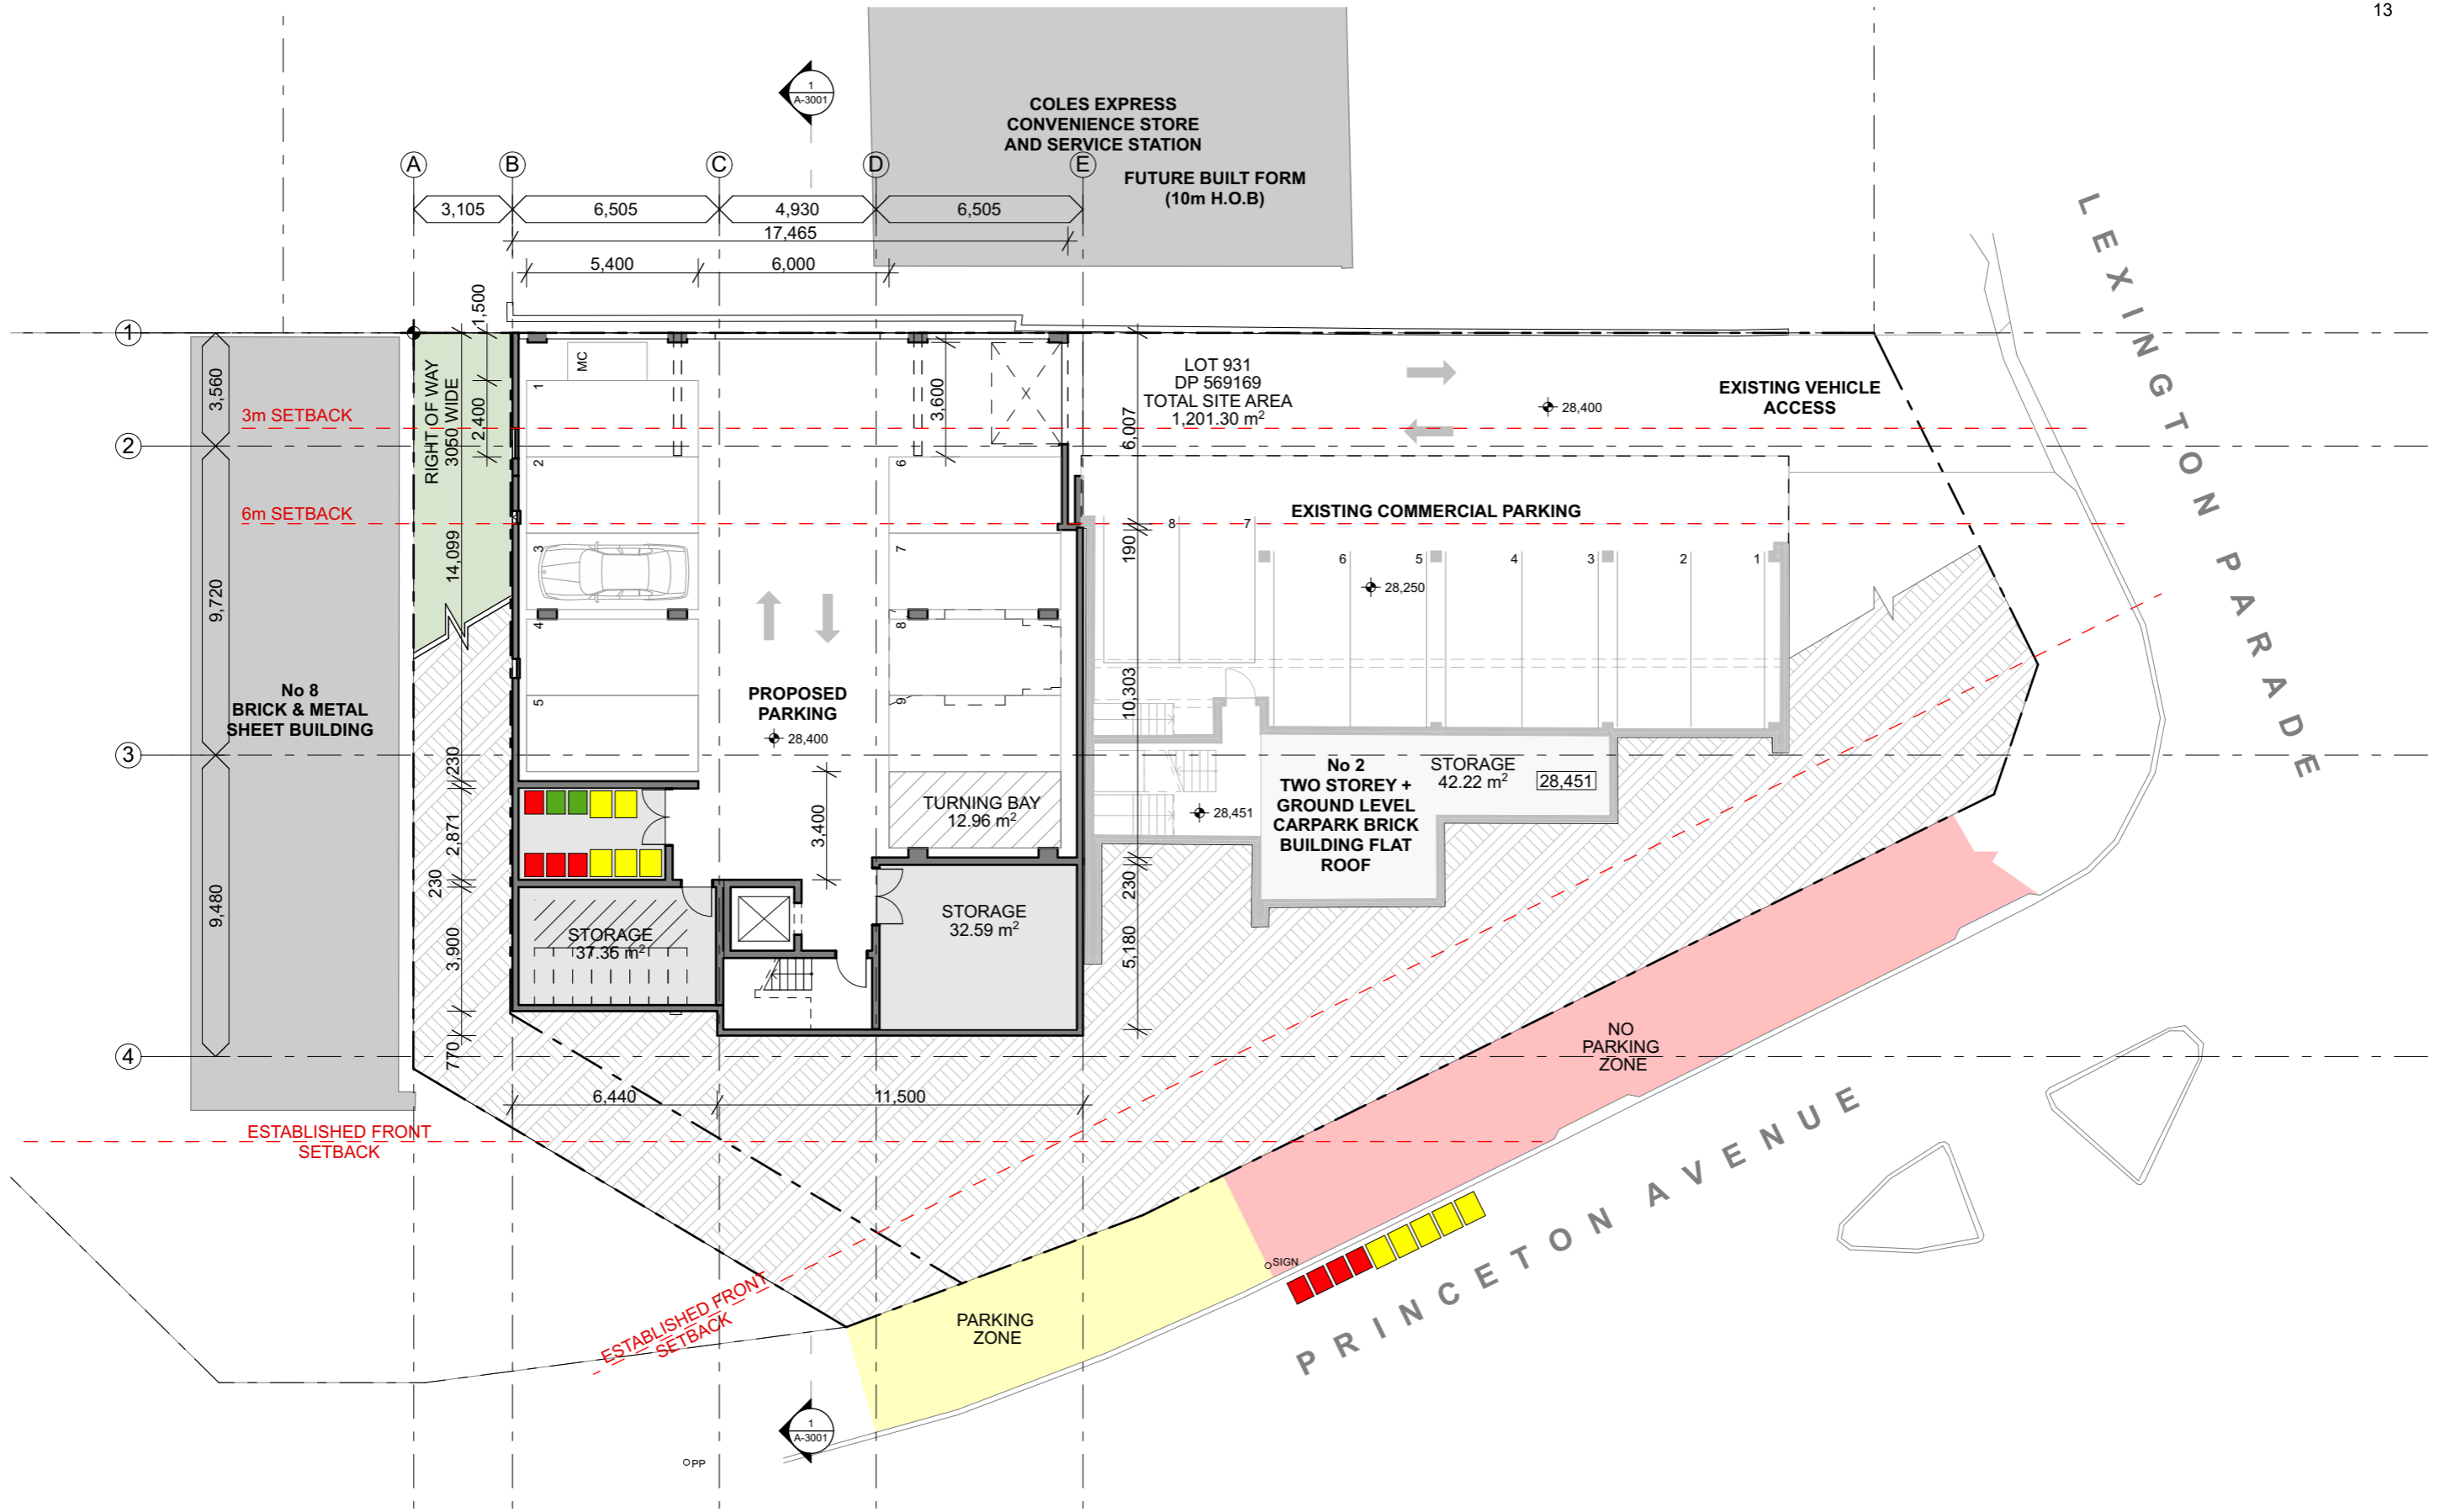 13
1
A-3001
COLES EXPRESS
CONVENIENCE STORE
AND SERVICE STATION
FUTURE BUILT FORM
(10m H.O.B)
A
B
C
D
E
3,105
6,505
4,930
6,505
17,465
5,400
6,000
1,500
1
LEXINGTON PARADE
3,560
3m SETBACK
RIGHT OF WAY
3050 WIDE
2,400
MC
1
3,600
X
LOT 931
DP 569169
TOTAL SITE AREA
1,201.30 m²
6,007
28,400
EXISTING VEHICLE
ACCESS
2
2
6
6m SETBACK
EXISTING COMMERCIAL PARKING
14,099
3
7
190
8
7
6
5
4
3
2
1
28,250
9,720
4
8
No 8
BRICK & METAL
SHEET BUILDING
5
PROPOSED
PARKING
28,400
9
10,303
3
230
No 2
TWO STOREY +
GROUND LEVEL
CARPARK BRICK
BUILDING FLAT
ROOF
STORAGE
42.22 m²
28,451
TURNING BAY
12.96 m²
28,451
2,871
3,400
230
230
9,480
3,900
STORAGE
37.35 m²
STORAGE
32.59 m²
5,180
770
4
NO
PARKING
ZONE
6,440
11,500
ESTABLISHED FRONT
SETBACK
PRINCETON AVENUE
SIGN
ESTABLISHED FRONT
SETBACK
PARKING
ZONE
1
A-3001
PP